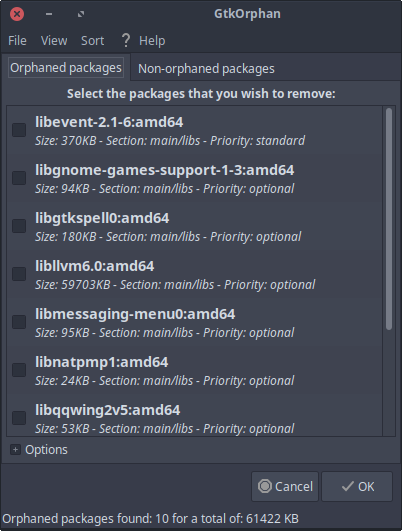 GtkOrphan
File View Sort ? Help
Orphaned packages Non-orphaned packages
Select the packages that you wish to remove:
libevent-2.1-6:amd64
Size: 370KB - Section: main/libs - Priority: standard
libgnome-games-support-1-3:amd64
Size: 94KB - Section: main/libs - Priority: optional
libgtkspell0:amd64
Size: 180KB - Section: main/libs - Priority: optional
libllvm6.0:amd64
Size: 59703KB - Section: main/libs - Priority: optional
libmessaging-menu0:amd64
Size: 95KB - Section: main/libs - Priority: optional
libnatpmp1:amd64
Size: 24KB - Section: main/libs - Priority: optional
libqqwing2v5:amd64
Size: 53KB - Section: main/libs - Priority: optional
Options
Cancel OK
Orphaned packages found: 10 for a total of: 61422 KB